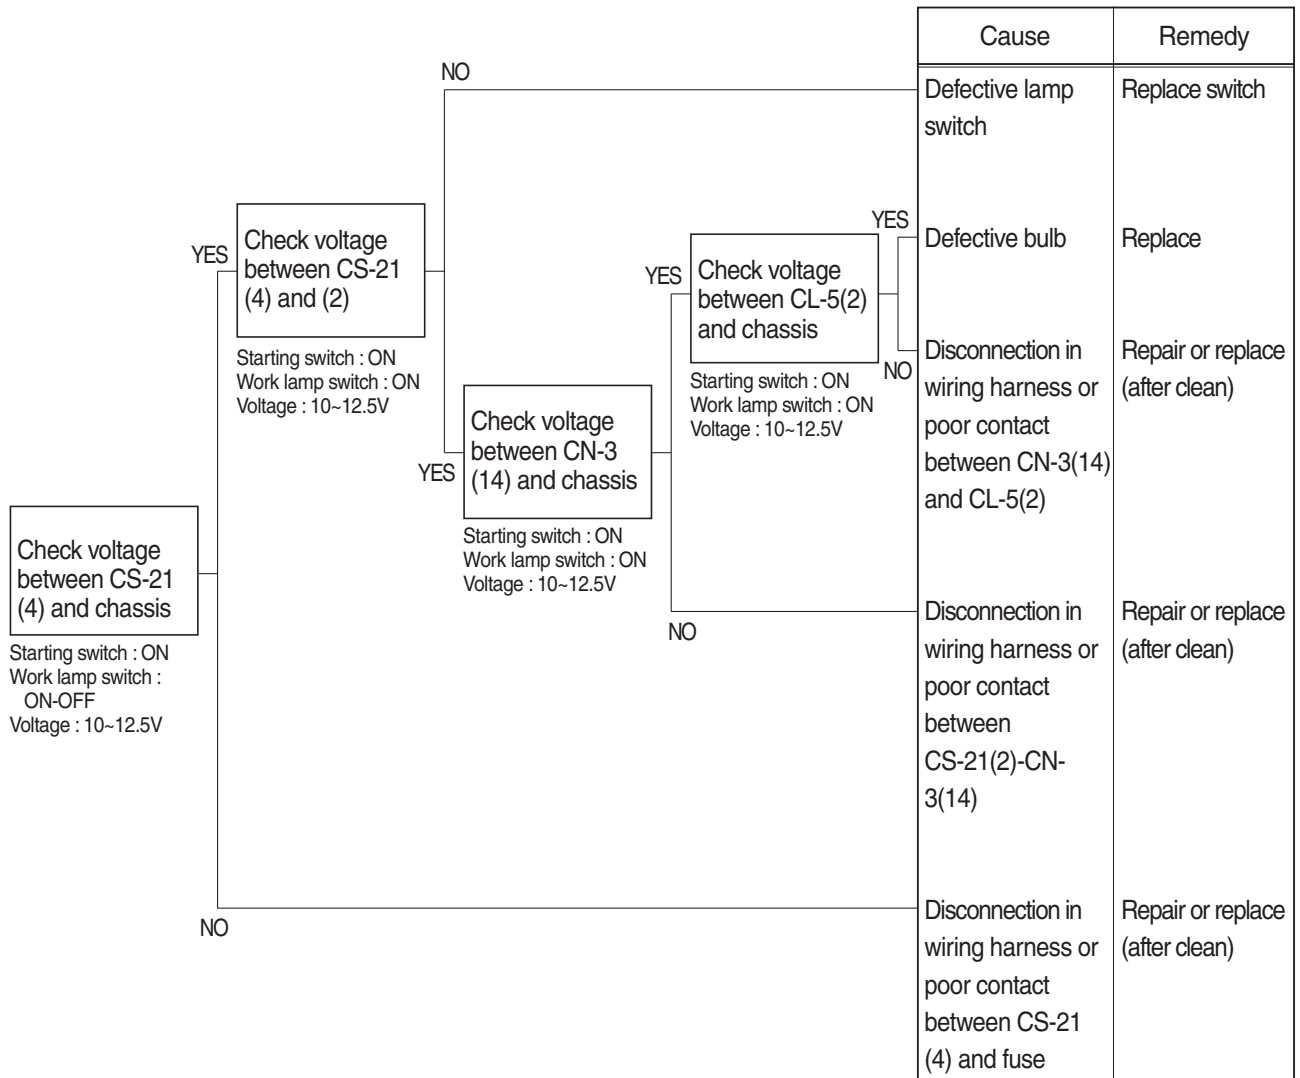 Cause
Remedy
NO
Defective lamp
switch
Replace switch
YES
Check voltage
between CS-21
(4) and (2)
Starting switch : ON
Work lamp switch : ON
Voltage : 10~12.5V
YES
Defective bulb
Replace
YES
Check voltage
between CL-5(2)
and chassis
Starting switch : ON
Work lamp switch : ON
Voltage : 10~12.5V
NO
Disconnection in
wiring harness or
poor contact
between CN-3(14)
and CL-5(2)
Repair or replace
(after clean)
YES
Check voltage
between CN-3
(14) and chassis
Starting switch : ON
Work lamp switch : ON
Voltage : 10~12.5V
Check voltage
between CS-21
(4) and chassis
Starting switch : ON
Work lamp switch :
ON-OFF
Voltage : 10~12.5V
NO
Disconnection in
wiring harness or
poor contact
between
CS-21(2)-CN-
3(14)
Repair or replace
(after clean)
NO
Disconnection in
wiring harness or
poor contact
between CS-21
(4) and fuse
Repair or replace
(after clean)